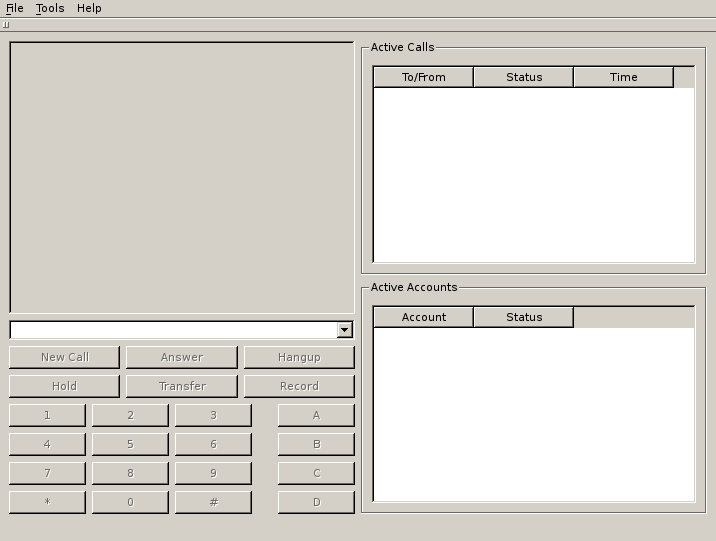 File Tools Help
Active Calls
To/From Status Time
Active Accounts
Account Status
New Call Answer Hangup
Hold Transfer Record
1 2 3 A
4 5 6 B
7 8 9 C
* 0 # D